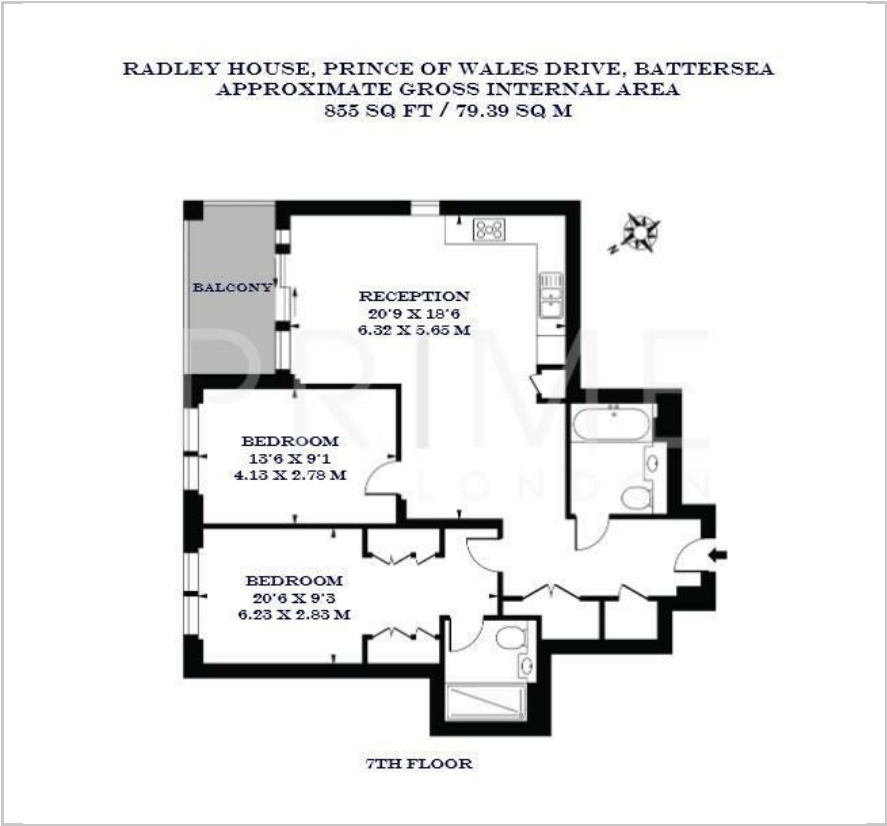 RADLEY HOUSE, PRINCE OF WALES DRIVE, BATTERSEA
APPROXIMATE GROSS INTERNAL AREA
855 SQ FT / 79.39 SQ M
N
BALCONY
RECEPTION
20'9 X 18'6
6.32 X 5.65 M
PRIME
LONDON
BEDROOM
13'6 X 9'1
4.13 X 2.78 M
BEDROOM
20'6 X 9'3
6.23 X 2.83 M
7TH FLOOR